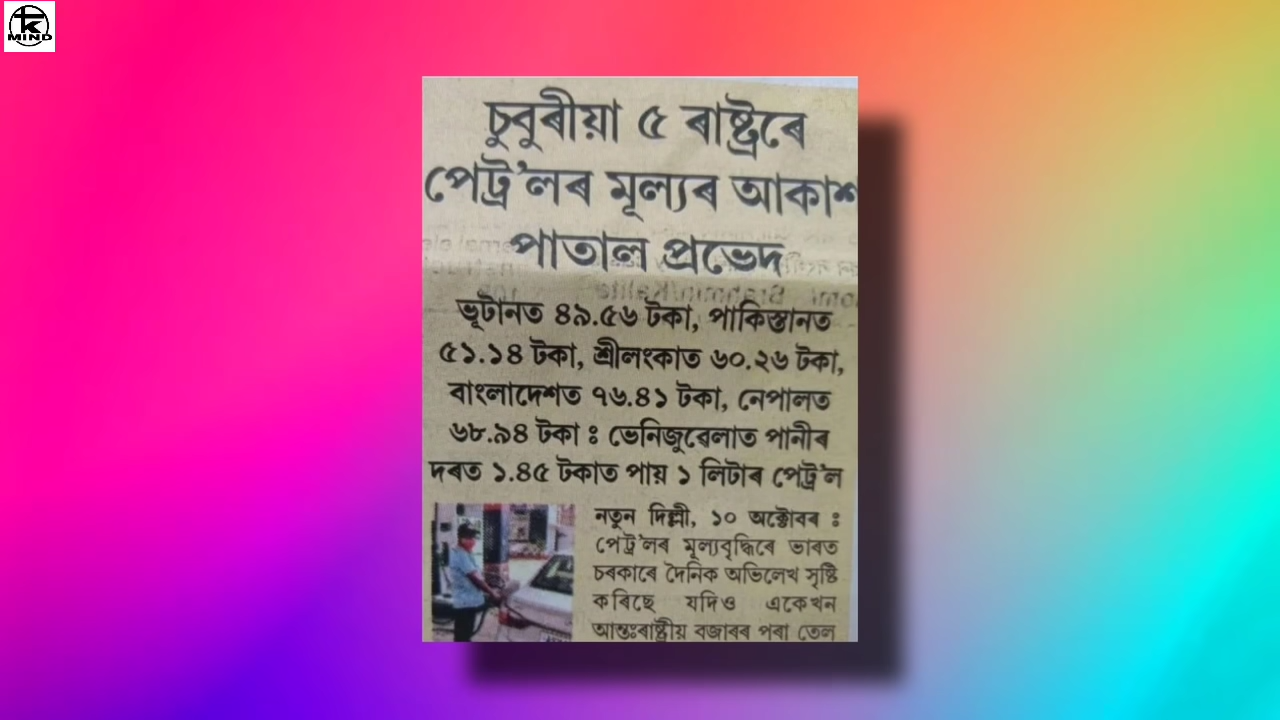 K
MIND
চুবুৰীয়া ৫ ৰাষ্ট্ৰৰে
পেট্ৰ'লৰ মূল্যৰ আকাশ
পাতাল প্ৰভেদ
ভূটানত ৪৯.৫৬ টকা, পাকিস্তানত
৫১.১৪ টকা, শ্ৰীলংকাত ৬০.২৬ টকা,
বাংলাদেশত ৭৬.৪১ টকা, নেপালত
৬৮.৯৪ টকা ঃ ভেনিজুৱেলাত পানীৰ
দৰত ১.৪৫ টকাত পায় ১ লিটাৰ পেট্ৰ'ল
নতুন দিল্লী, ১০ অক্টোবৰ ঃ
পেট্ৰ'লৰ মূল্যবৃদ্ধিৰে ভাৰত
চৰকাৰে দৈনিক অভিলেখ সৃষ্টি
কৰিছে যদিও একেখন
আন্তঃৰাষ্ট্ৰীয় বজাৰৰ পৰা তেল